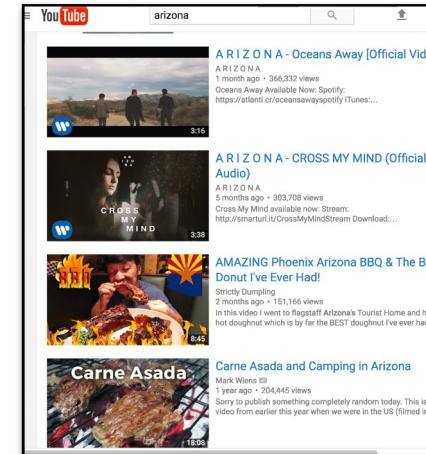 YouTube
arizona
A R I Z O N A - Oceans Away [Official Vid
A R I Z O N A
1 month ago • 366,332 views
Oceans Away Available Now: Spotify:
https://atlanti.cr/oceansawayspotify iTunes:...
3:16
A R I Z O N A - CROSS MY MIND (Official
Audio)
A R I Z O N A
5 months ago • 303,708 views
Cross My Mind available now: Stream:
http://smarturl.it/CrossMyMindStream Download:...
CROSS
MY
MIND
3:38
AMAZING Phoenix Arizona BBQ & The B
Donut I've Ever Had!
Strictly Dumpling
2 months ago • 151,166 views
In this video I went to flagstaff Arizona's Tourist Home and h
hot doughnut which is by far the BEST doughnut I've ever had
BBQ
8:45
Carne Asada and Camping in Arizona
Mark Wiens
1 year ago • 204,445 views
Sorry to publish something completely random today. This is
video from earlier this year when we were in the US (filmed i
Carne Asada
18:08